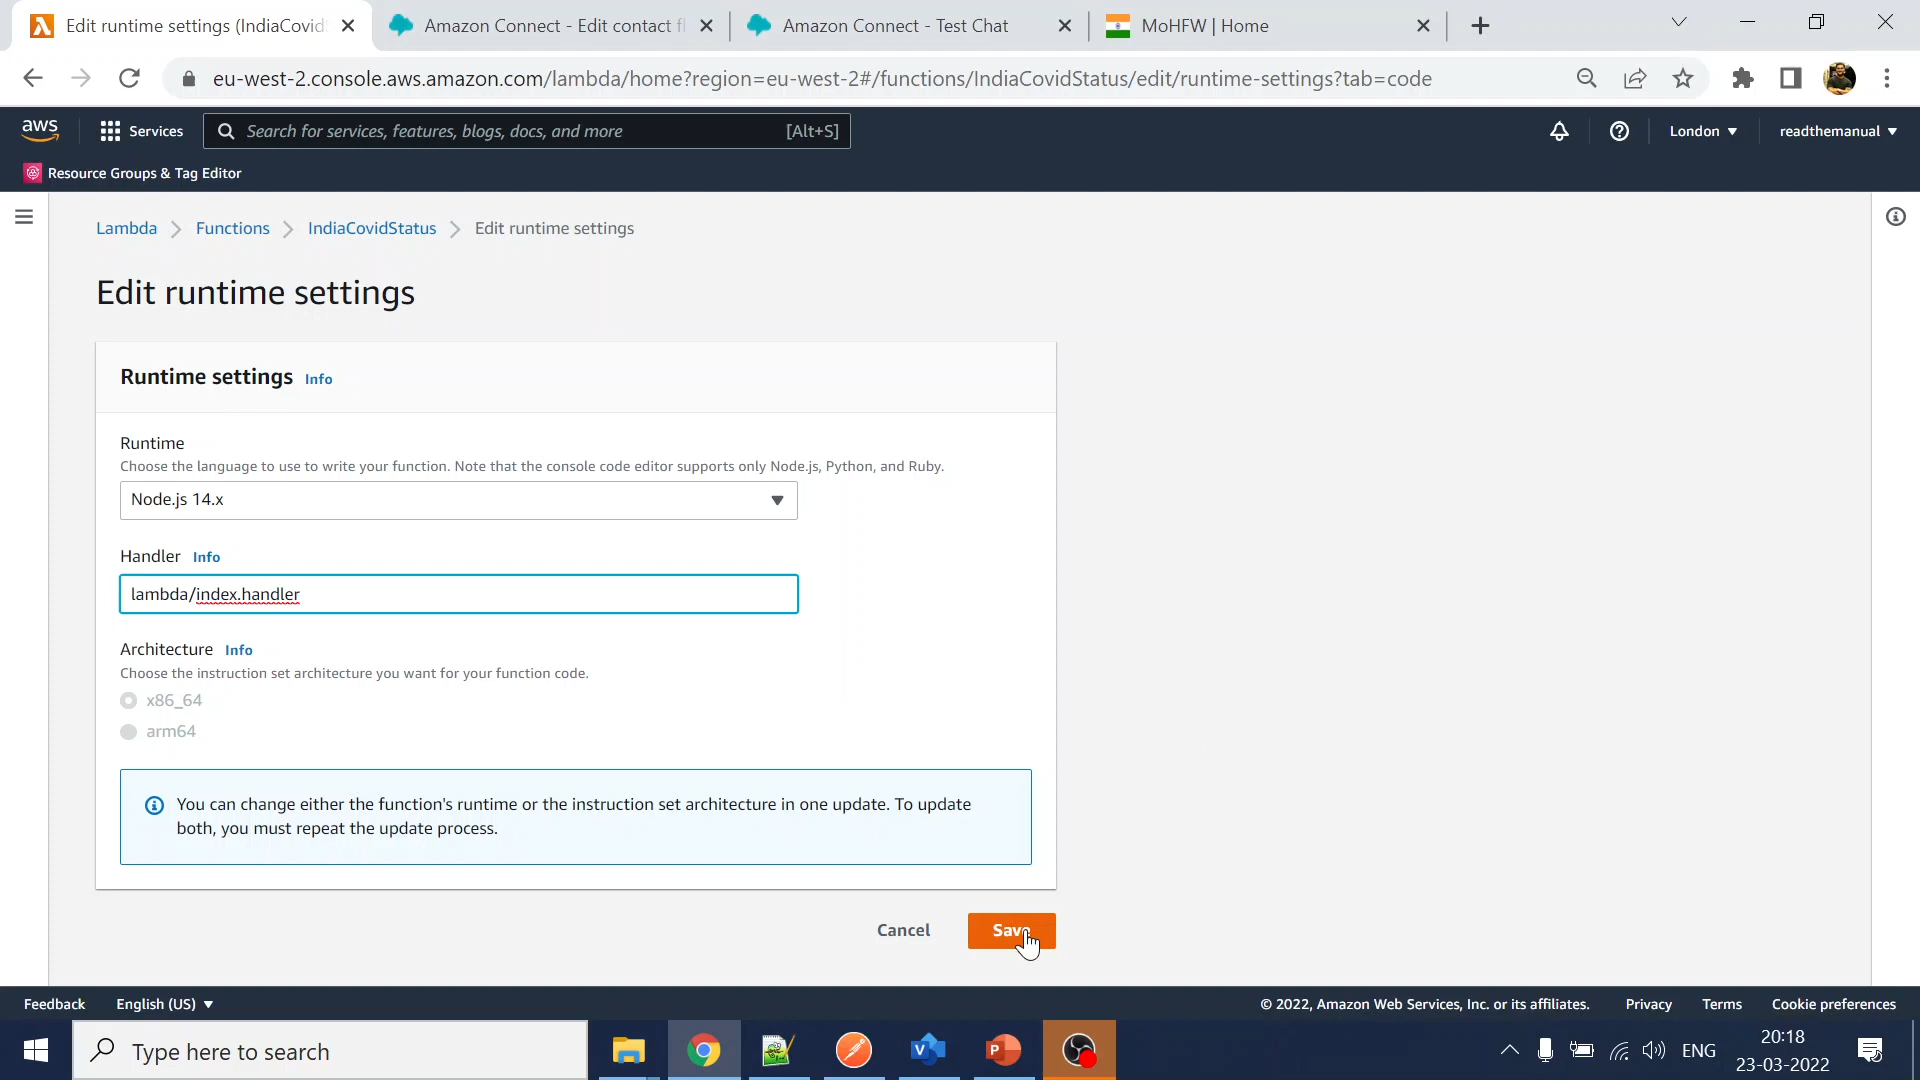 Edit runtime settings (IndiaCovid
Amazon Connect - Edit contact fl
Amazon Connect - Test Chat
MoHFW | Home
eu-west-2.console.aws.amazon.com/lambda/home?region=eu-west-2#/functions/IndiaCovidStatus/edit/runtime-settings?tab=code
aws
Services
Search for services, features, blogs, docs, and more
[Alt+S]
London
readthemanual
Resource Groups & Tag Editor
Lambda
Functions
IndiaCovidStatus
Edit runtime settings
Edit runtime settings
Runtime settings Info
Runtime
Choose the language to use to write your function. Note that the console code editor supports only Node.js, Python, and Ruby.
Node.js 14.x
Handler Info
lambda/index.handler
Architecture Info
Choose the instruction set architecture you want for your function code.
x86_64
arm64
You can change either the function's runtime or the instruction set architecture in one update. To update
both, you must repeat the update process.
Cancel
Save
Feedback
English (US)
© 2022, Amazon Web Services, Inc. or its affiliates.
Privacy
Terms
Cookie preferences
Type here to search
ENG
20:18
23-03-2022